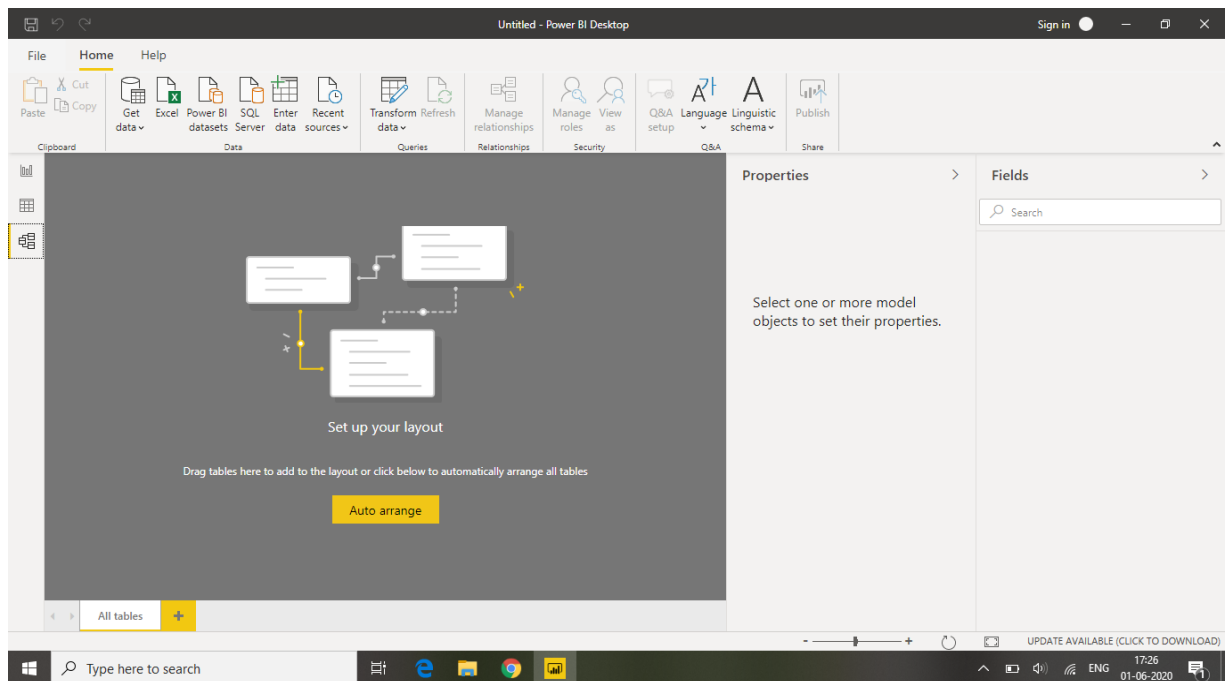 Untitled - Power BI Desktop
Sign in
File Home Help
Paste
Cut
Copy
Get data
Excel
Power BI datasets
SQL Server
Enter data
Recent sources
Transform data
Refresh
Manage relationships
Manage roles
View as
Q&A setup
Language
Linguistic schema
Publish
Clipboard Data Queries Relationships Security Q&A Share
Properties
Fields
Search
Select one or more model
objects to set their properties.
Set up your layout
Drag tables here to add to the layout or click below to automatically arrange all tables
Auto arrange
All tables
UPDATE AVAILABLE (CLICK TO DOWNLOAD)
Type here to search
ENG
17:26
01-06-2020
1